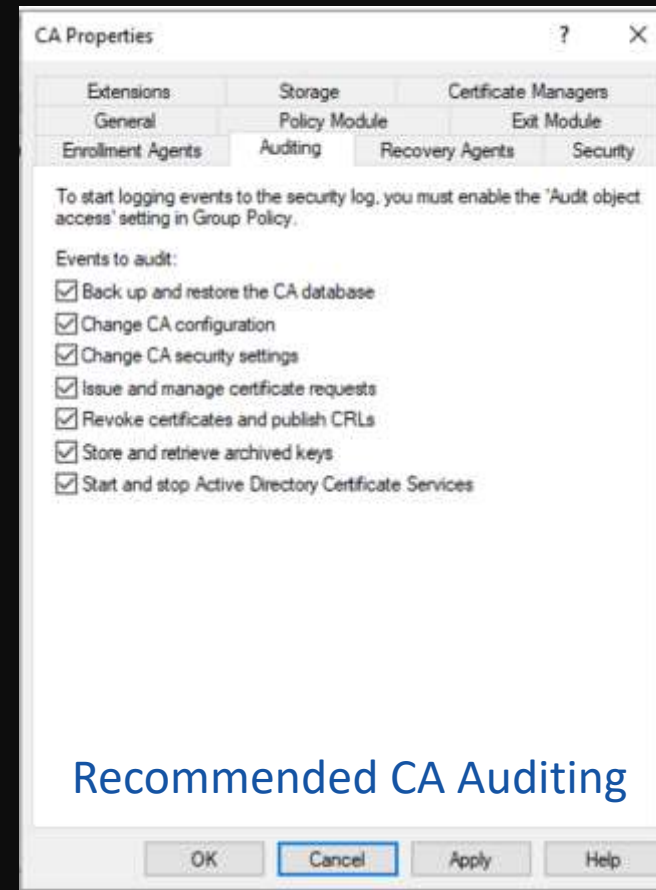 CA Properties
? ×
Extensions Storage Certificate Managers
General Policy Module Exit Module
Enrollment Agents Auditing Recovery Agents Security
To start logging events to the security log, you must enable the 'Audit object
access' setting in Group Policy.
Events to audit:
Back up and restore the CA database
Change CA configuration
Change CA security settings
Issue and manage certificate requests
Revoke certificates and publish CRLs
Store and retrieve archived keys
Start and stop Active Directory Certificate Services
Recommended CA Auditing
OK Cancel Apply Help